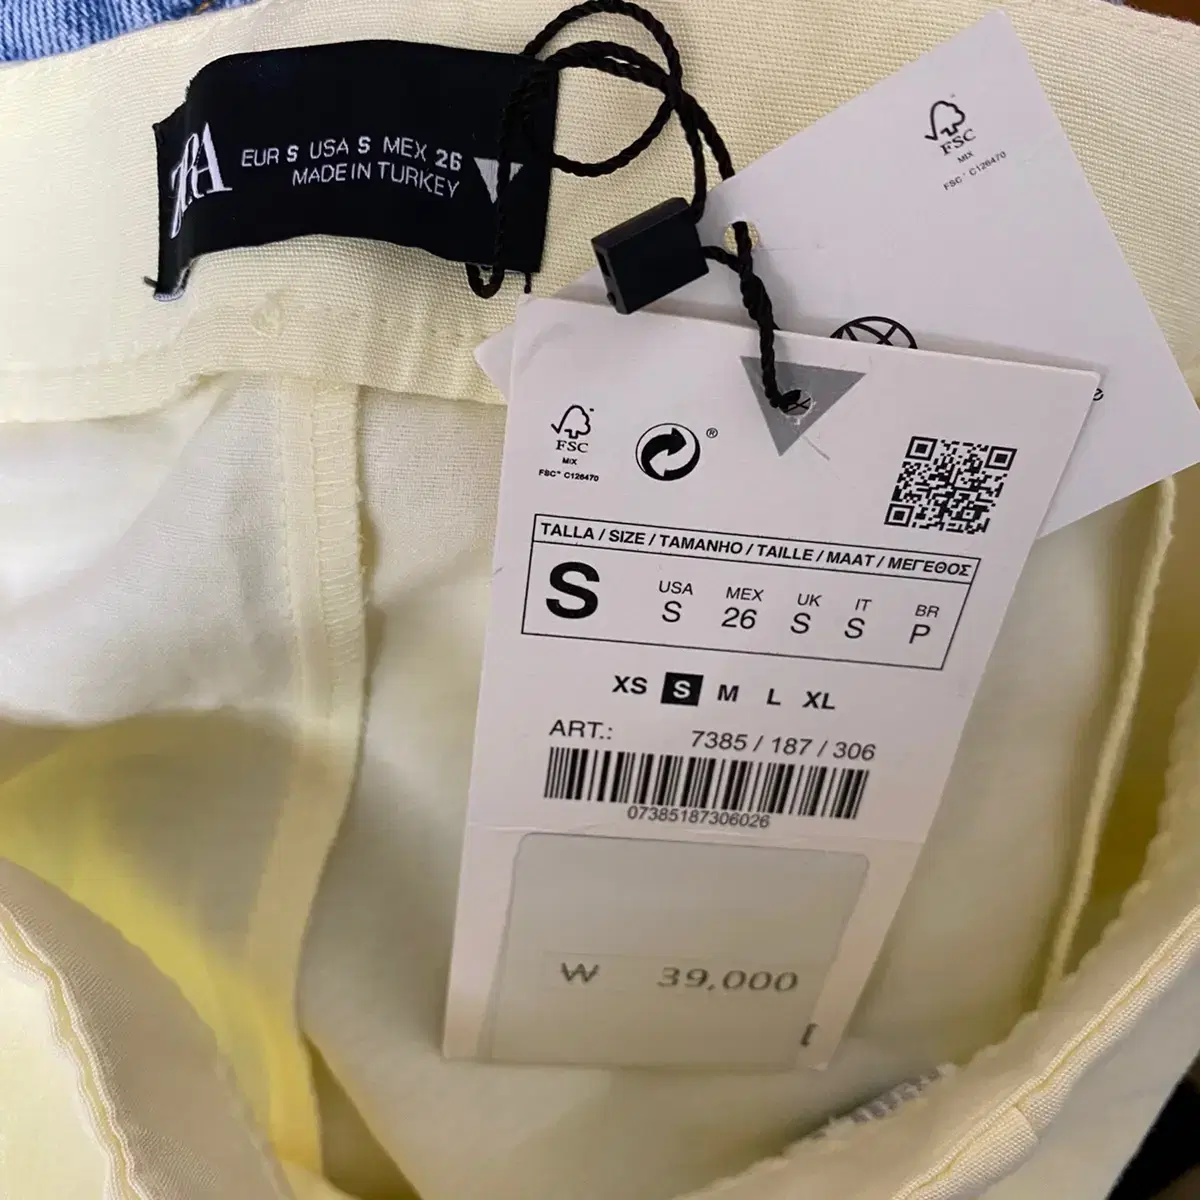 ZARA
EUR S USA S MEX 26
MADE IN TURKEY
FSC
MIX
FSC® C126470
FSC
MIX
FSC™ C126470
®
TALLA / SIZE / TAMANHO / TAILLE / MAAT / ΜΕΓΕΘΟΣ
S
USA MEX UK IT BR
S 26 S S P
XS S M L XL
ART.: 7385 / 187 / 306
07385187306026
₩ 39,000